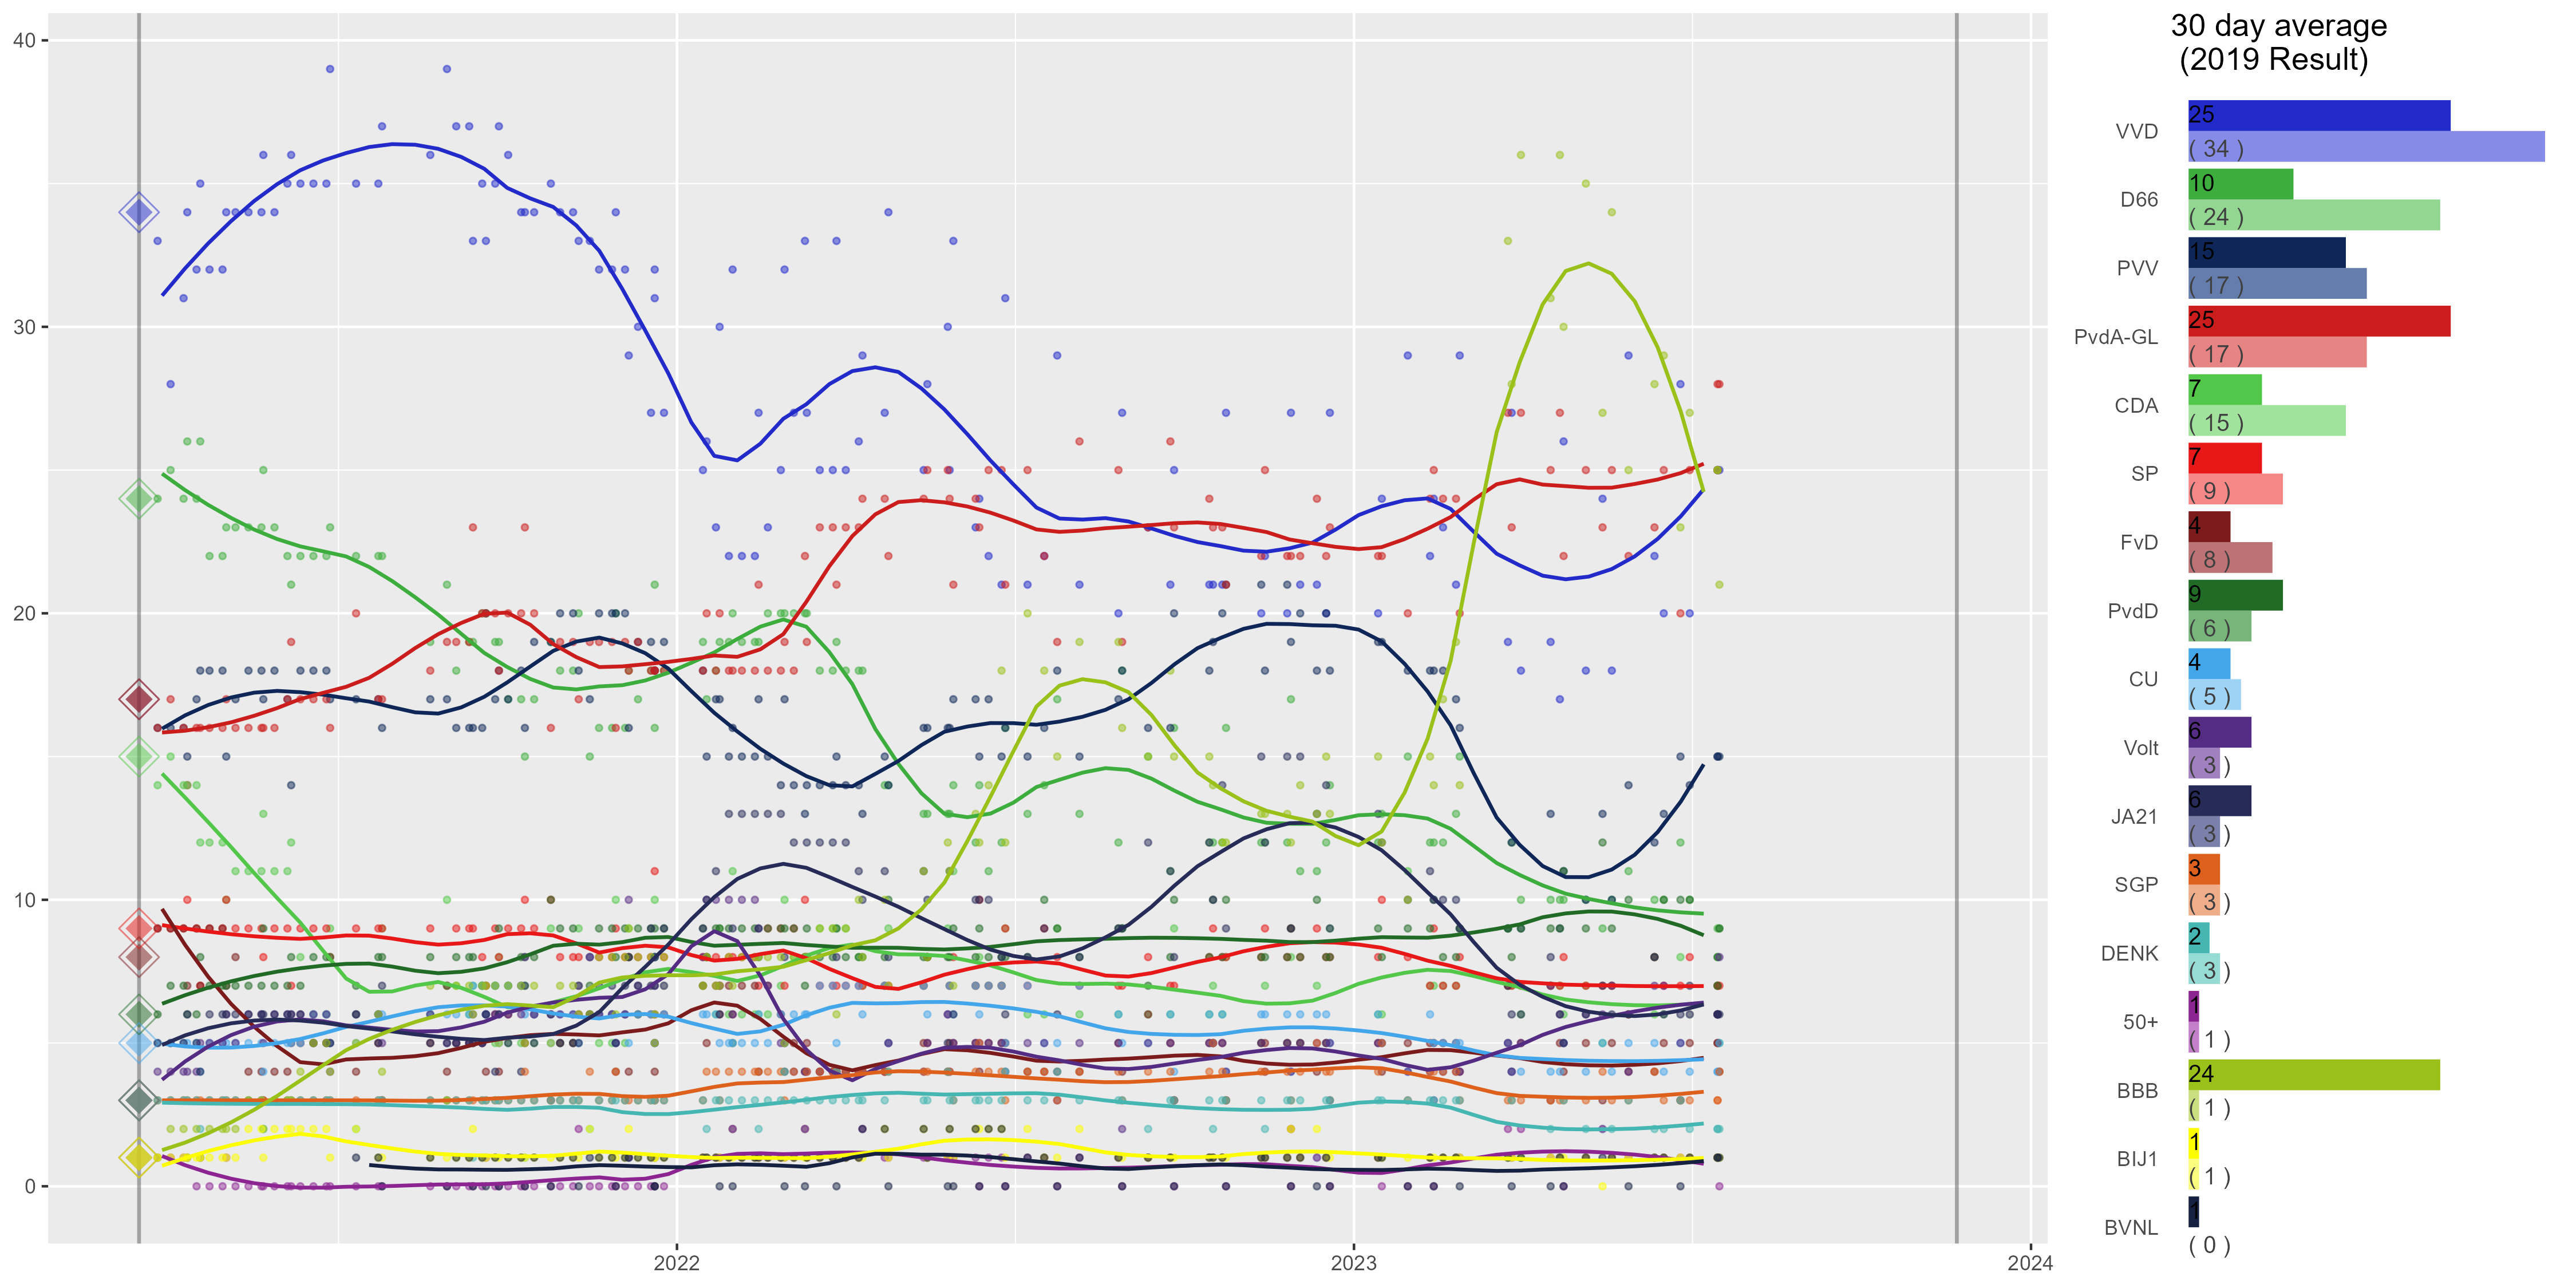 40
30
20
10
0
2022
2023
2024
30 day average
(2019 Result)
VVD
25
( 34 )
D66
10
( 24 )
PVV
15
( 17 )
PvdA-GL
25
( 17 )
CDA
7
( 15 )
SP
7
( 9 )
FvD
4
( 8 )
PvdD
9
( 6 )
CU
4
( 5 )
Volt
6
( 3 )
JA21
6
( 3 )
SGP
3
( 3 )
DENK
2
( 3 )
50+
1
( 1 )
BBB
24
( 1 )
BIJ1
1
( 1 )
BVNL
1
( 0 )